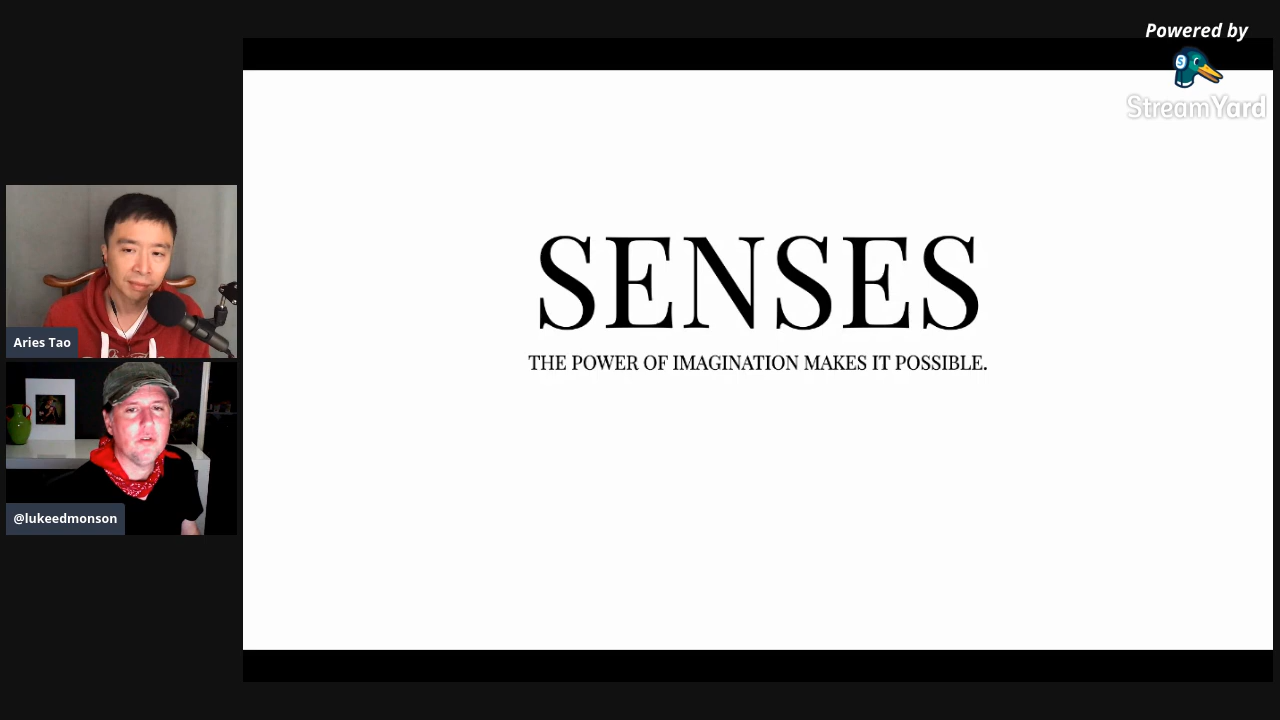 Powered by
StreamYard
SENSES
THE POWER OF IMAGINATION MAKES IT POSSIBLE.
Aries Tao
@lukeedmonson